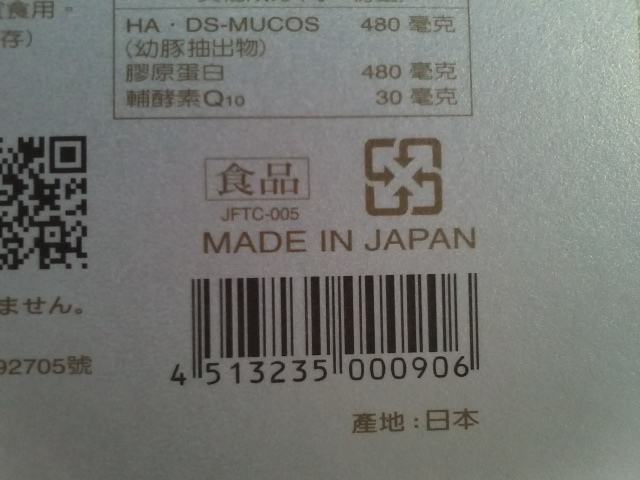 食用。
存)
HA・DS-MUCOS 480 毫克
(幼豚抽出物)
膠原蛋白 480 毫克
輔酵素Q10 30 毫克
食品
JFTC-005
MADE IN JAPAN
ません。
92705號
4 513235 000906
產地:日本